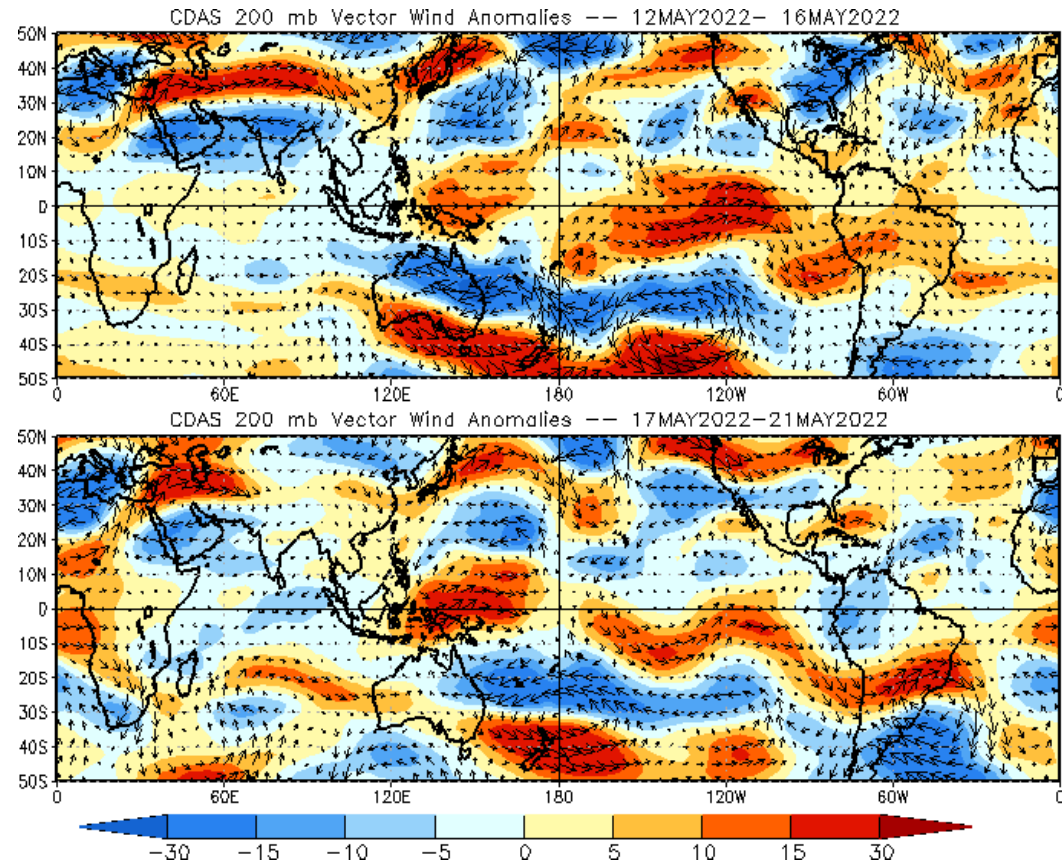 CDAS 200 mb Vector Wind Anomalies -- 12MAY2022- 16MAY2022
50N
40N
30N
20N
10N
0
10S
20S
30S
40S
50S
0 60E 120E 180 120W 60W 0
CDAS 200 mb Vector Wind Anomalies -- 17MAY2022-21MAY2022
50N
40N
30N
20N
10N
0
10S
20S
30S
40S
50S
0 60E 120E 180 120W 60W 0
-30 -15 -10 -5 0 5 10 15 30